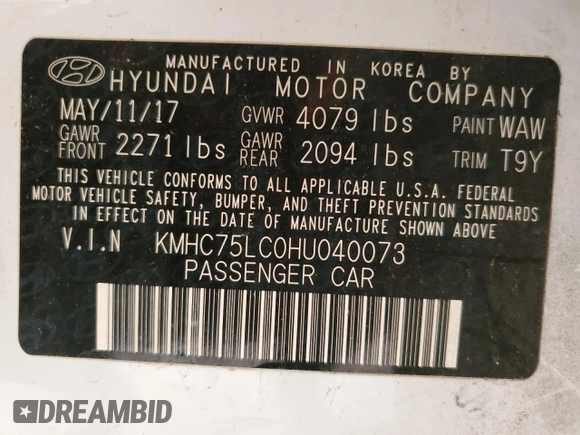 MANUFACTURED IN KOREA BY
HYUNDAI MOTOR COMPANY
MAY/11/17 GVWR 4079 lbs PAINT WAW
GAWR FRONT 2271 lbs GAWR REAR 2094 lbs TRIM T9Y
THIS VEHICLE CONFORMS TO ALL APPLICABLE U.S.A. FEDERAL
MOTOR VEHICLE SAFETY, BUMPER, AND THEFT PREVENTION STANDARDS
IN EFFECT ON THE DATE OF MANUFACTURE SHOWN ABOVE.
V.I.N KMHC75LC0HU040073
PASSENGER CAR
DREAMBID